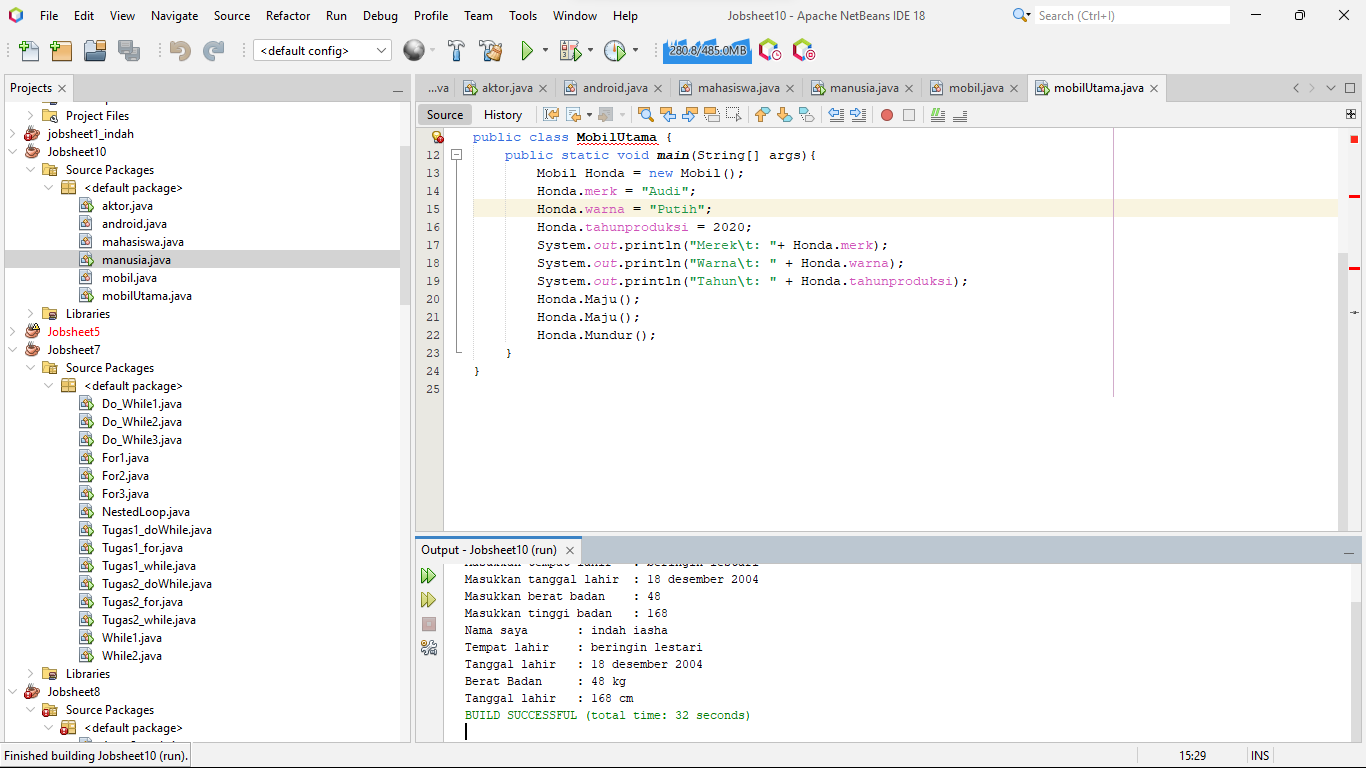 File Edit View Navigate Source Refactor Run Debug Profile Team Tools Window Help
Jobsheet10 - Apache NetBeans IDE 18
Search (Ctrl+I)
<default config>
280.8/485.0MB
Projects
...va
aktor.java
android.java
mahasiswa.java
manusia.java
mobil.java
mobilUtama.java
Source
History
Project Files
jobsheet1_indah
Jobsheet10
Source Packages
<default package>
aktor.java
android.java
mahasiswa.java
manusia.java
mobil.java
mobilUtama.java
Libraries
Jobsheet5
Jobsheet7
Source Packages
<default package>
Do_While1.java
Do_While2.java
Do_While3.java
For1.java
For2.java
For3.java
NestedLoop.java
Tugas1_doWhile.java
Tugas1_for.java
Tugas1_while.java
Tugas2_doWhile.java
Tugas2_for.java
Tugas2_while.java
While1.java
While2.java
Libraries
Jobsheet8
Source Packages
<default package>
public class MobilUtama {
12 public static void main(String[] args){
13 Mobil Honda = new Mobil();
14 Honda.merk = "Audi";
15 Honda.warna = "Putih";
16 Honda.tahunproduksi = 2020;
17 System.out.println("Merek\t: "+ Honda.merk);
18 System.out.println("Warna\t: " + Honda.warna);
19 System.out.println("Tahun\t: " + Honda.tahunproduksi);
20 Honda.Maju();
21 Honda.Maju();
22 Honda.Mundur();
23 }
24 }
25
Output - Jobsheet10 (run)
Masukkan tempat lahir : beringin lestari
Masukkan tanggal lahir : 18 desember 2004
Masukkan berat badan : 48
Masukkan tinggi badan : 168
Nama saya : indah iasha
Tempat lahir : beringin lestari
Tanggal lahir : 18 desember 2004
Berat Badan : 48 kg
Tanggal lahir : 168 cm
BUILD SUCCESSFUL (total time: 32 seconds)
Finished building Jobsheet10 (run).
15:29
INS